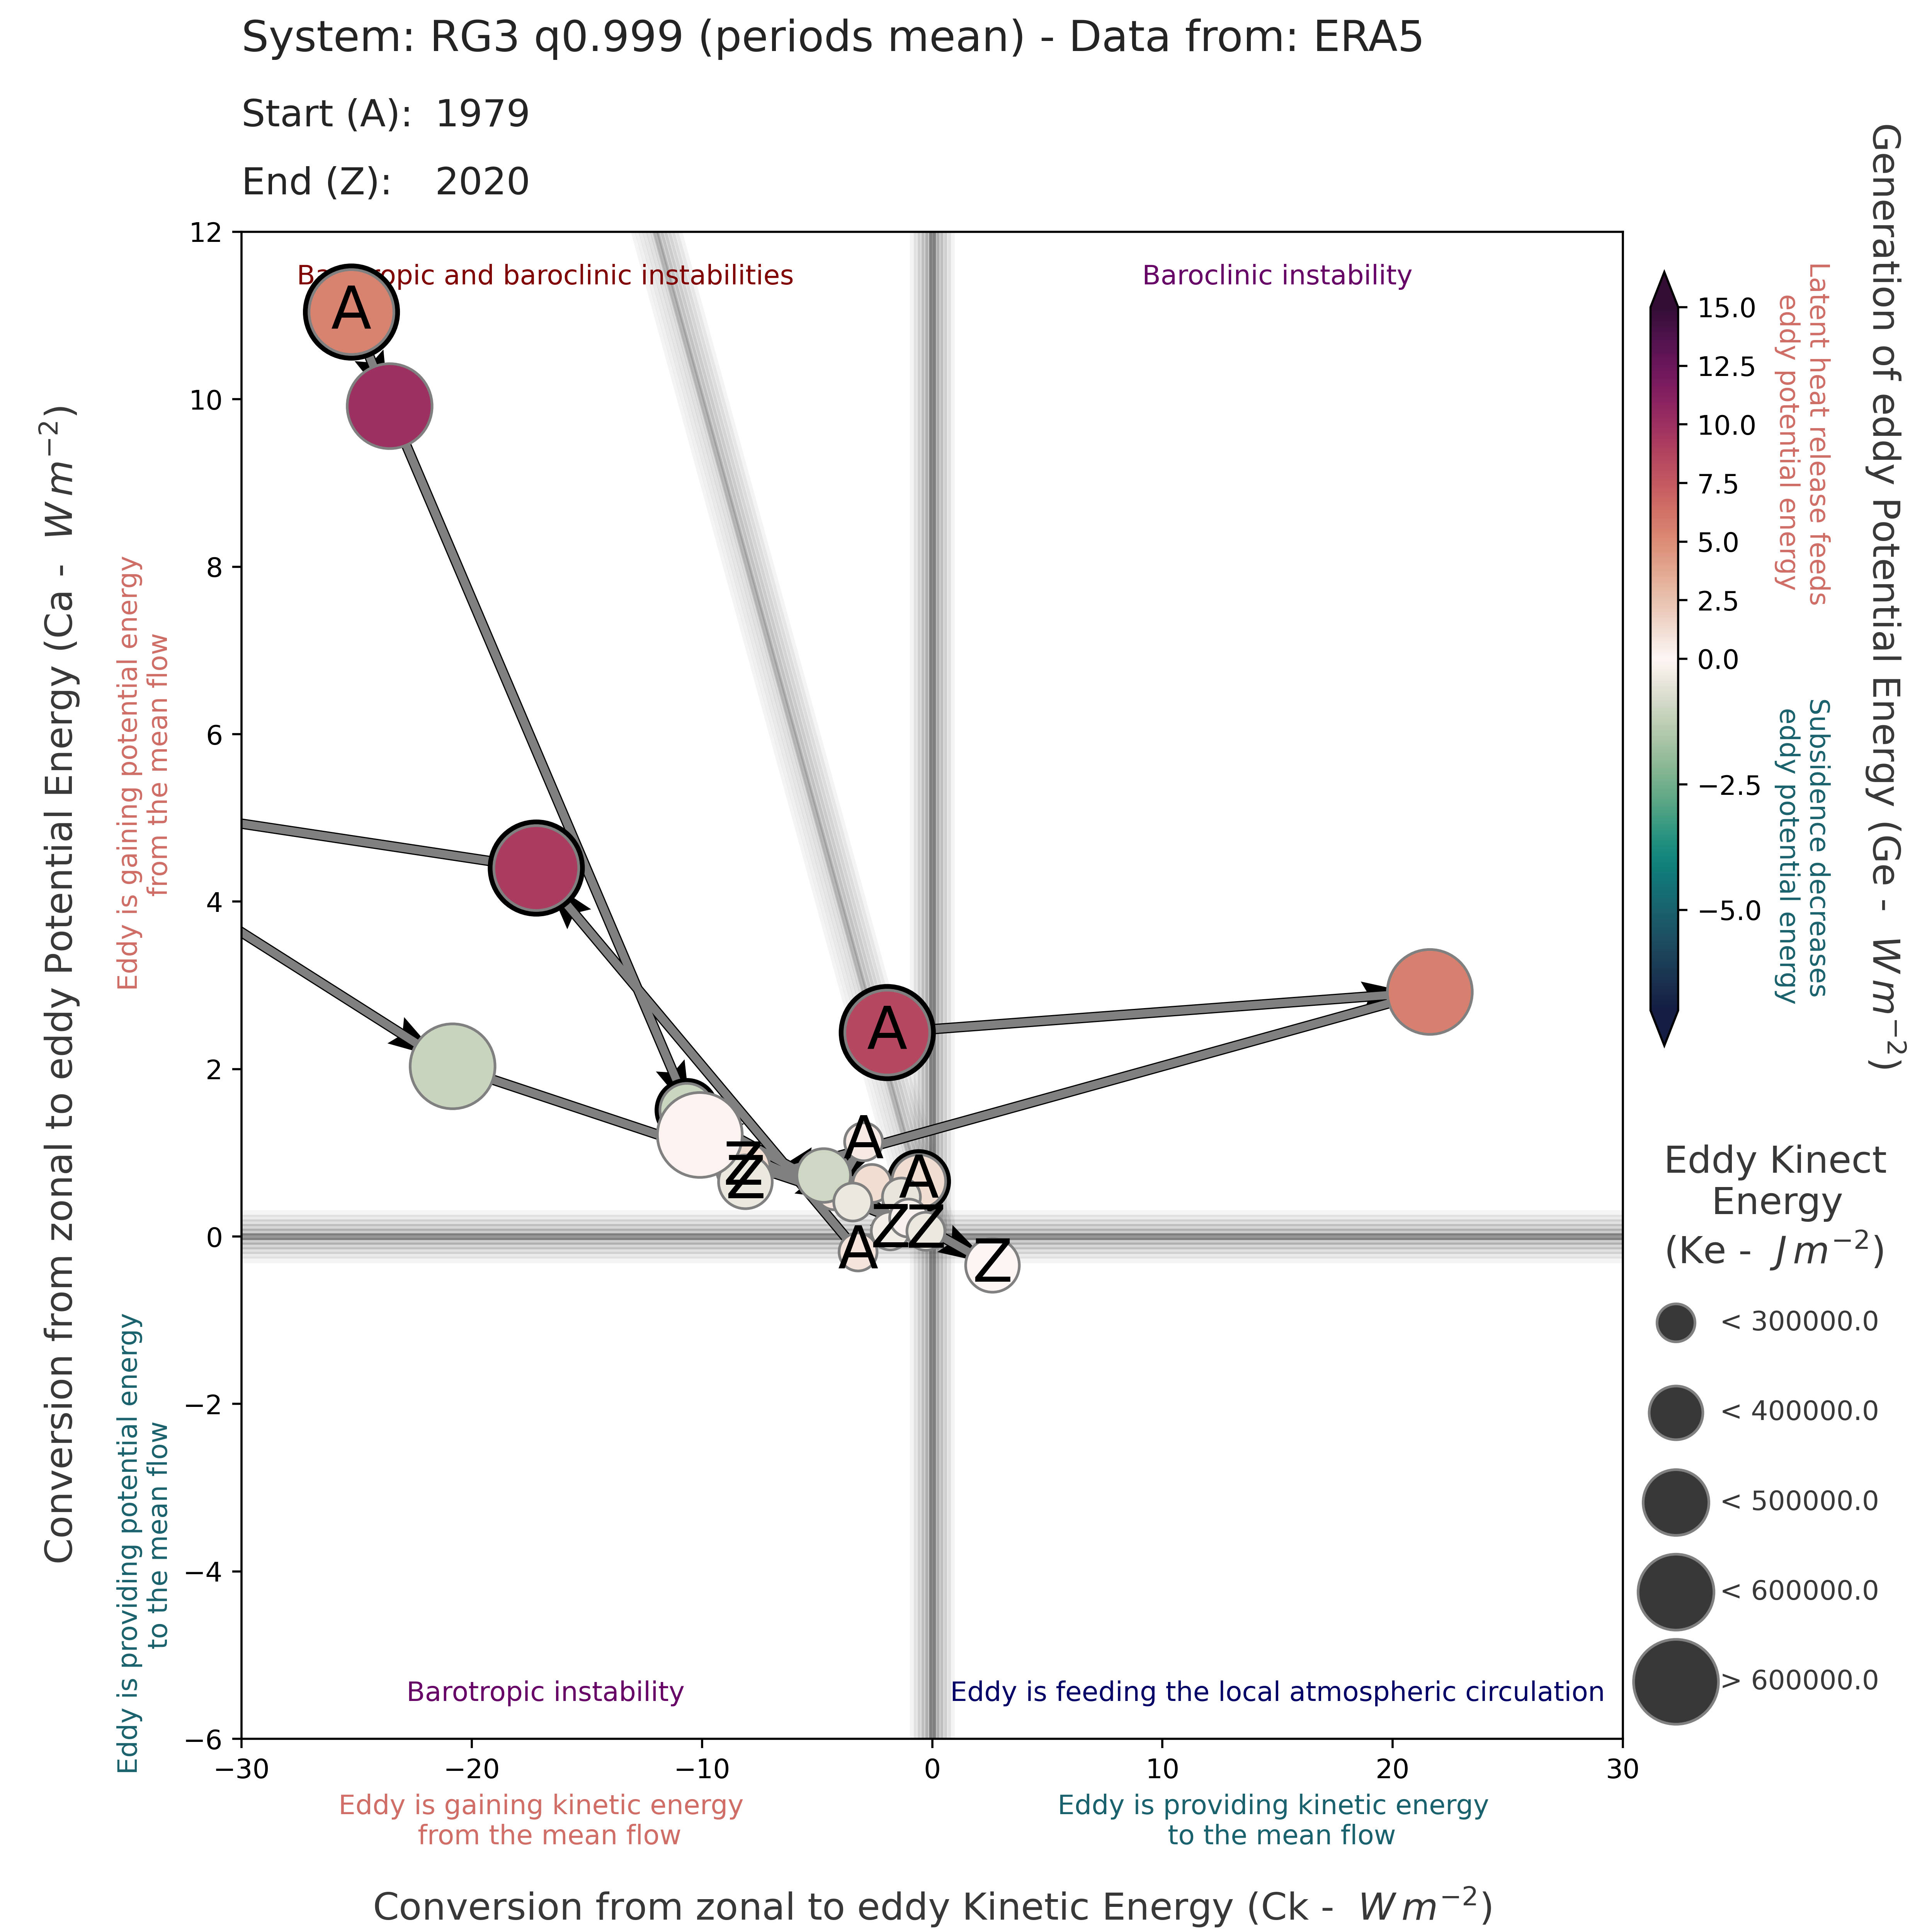 System: RG3 q0.999 (periods mean) - Data from: ERA5
Start (A): 1979
End (Z): 2020
Conversion from zonal to eddy Potential Energy (Ca - W m⁻²)
Eddy is gaining potential energy
from the mean flow
Eddy is providing potential energy
to the mean flow
12
10
8
6
4
2
0
−2
−4
−6
opic and baroclinic instabilities
Baroclinic instability
A
A
A
A
A
Z
Z
Z
Z
Z
Barotropic instability
Eddy is feeding the local atmospheric circulation
−30
−20
−10
0
10
20
30
Eddy is gaining kinetic energy
from the mean flow
Eddy is providing kinetic energy
to the mean flow
Conversion from zonal to eddy Kinetic Energy (Ck - W m⁻²)
15.0
12.5
10.0
7.5
5.0
2.5
0.0
−2.5
−5.0
Latent heat release feeds
eddy potential energy
Subsidence decreases
eddy potential energy
Generation of eddy Potential Energy (Ge - W m⁻²)
Eddy Kinect
Energy
(Ke - J m⁻²)
< 300000.0
< 400000.0
< 500000.0
< 600000.0
> 600000.0